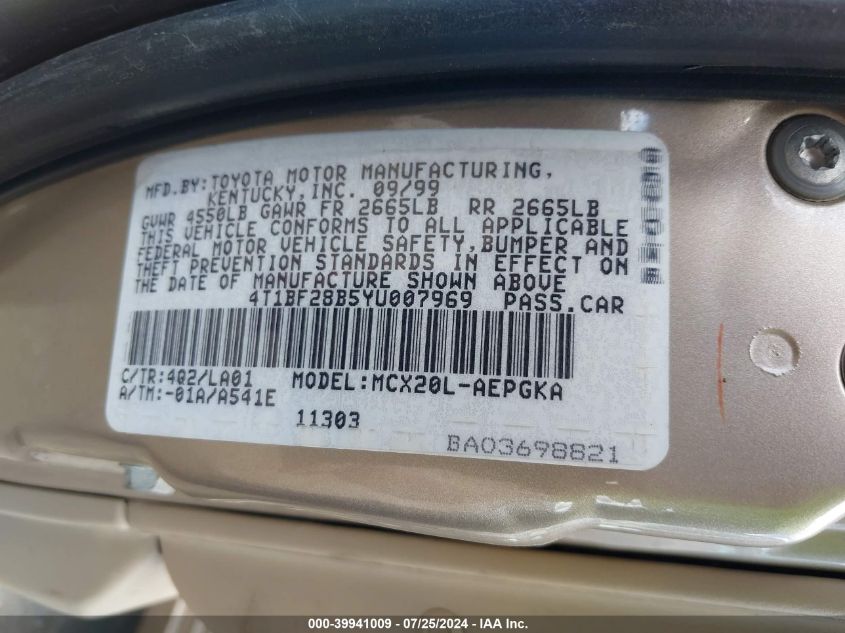 MFD.BY:TOYOTA MOTOR MANUFACTURING,
KENTUCKY,INC. 09/99
GVWR 4550LB GAWR FR 2665LB RR 2665LB
THIS VEHICLE CONFORMS TO ALL APPLICABLE
FEDERAL MOTOR VEHICLE SAFETY,BUMPER AND
THEFT PREVENTION STANDARDS IN EFFECT ON
THE DATE OF MANUFACTURE SHOWN ABOVE
4T1BF28B5YU007969 PASS.CAR
C/TR:4Q2/LA01 MODEL:MCX20L-AEPGKA
A/TM:-01A/A541E
11303
BA03698821
000-39941009 - 07/25/2024 - IAA Inc.